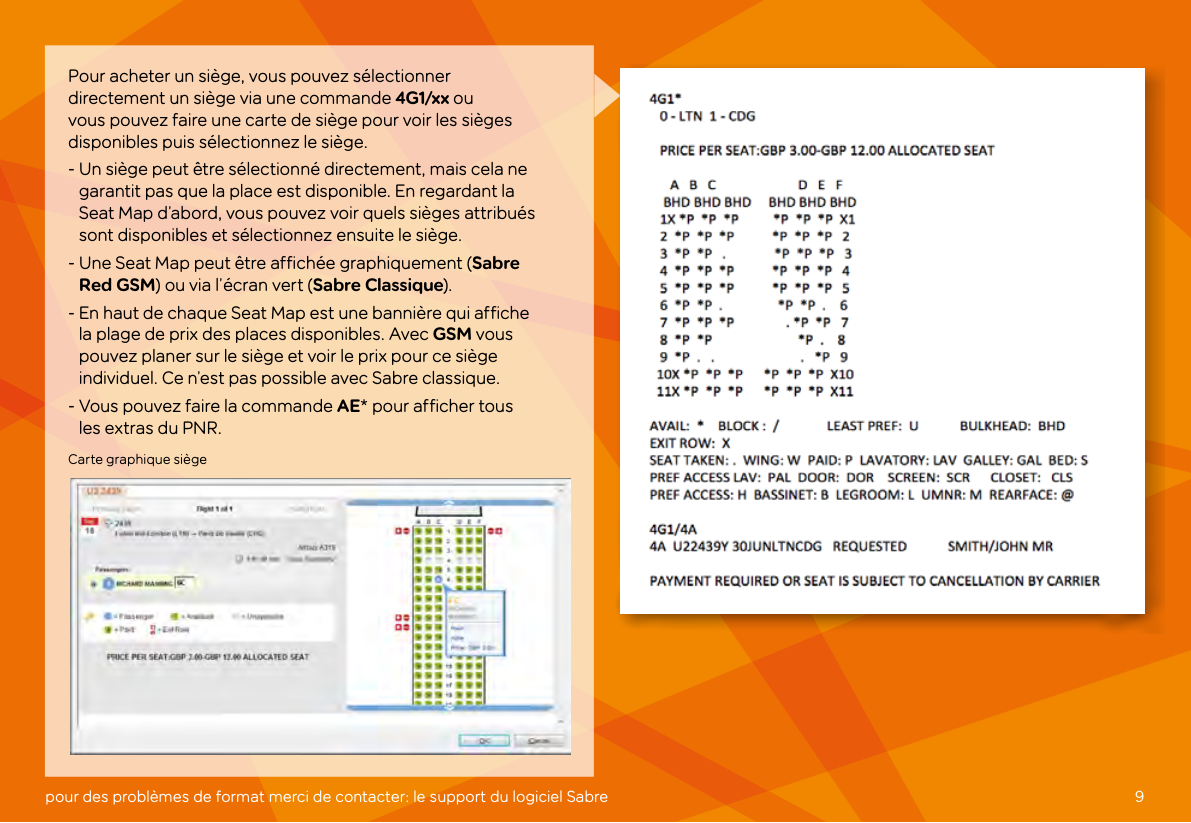 Pour acheter un siège, vous pouvez sélectionner
directement un siège via une commande 4G1/xx ou
vous pouvez faire une carte de siège pour voir les sièges
disponibles puis sélectionnez le siège.
- Un siège peut être sélectionné directement, mais cela ne
garantit pas que la place est disponible. En regardant la
Seat Map d'abord, vous pouvez voir quels sièges attribués
sont disponibles et sélectionnez ensuite le siège.
- Une Seat Map peut être affichée graphiquement (Sabre
Red GSM) ou via l'écran vert (Sabre Classique).
- En haut de chaque Seat Map est une bannière qui affiche
la plage de prix des places disponibles. Avec GSM vous
pouvez planer sur le siège et voir le prix pour ce siège
individuel. Ce n'est pas possible avec Sabre classique.
- Vous pouvez faire la commande AE* pour afficher tous
les extras du PNR.
Carte graphique siège
U2 2439
Flight 1 of 1
Airbus A319
Passengers:
RICHARD MANNING 6C
= Passenger = Available
= Paid = Exit Row
PRICE PER SEAT:GBP 3.00-GBP 12.00 ALLOCATED SEAT
A B C D E F
OK Cancel
4G1*
0 - LTN 1 - CDG
PRICE PER SEAT:GBP 3.00-GBP 12.00 ALLOCATED SEAT
A B C D E F
BHD BHD BHD BHD BHD BHD
1X *P *P *P *P *P *P X1
2 *P *P *P *P *P *P 2
3 *P *P . *P *P *P 3
4 *P *P *P *P *P *P 4
5 *P *P *P *P *P *P 5
6 *P *P . *P *P . 6
7 *P *P *P . *P *P 7
8 *P *P *P . 8
9 *P . . . *P 9
10X *P *P *P *P *P *P X10
11X *P *P *P *P *P *P X11
AVAIL: * BLOCK : / LEAST PREF: U BULKHEAD: BHD
EXIT ROW: X
SEAT TAKEN: . WING: W PAID: P LAVATORY: LAV GALLEY: GAL BED: S
PREF ACCESS LAV: PAL DOOR: DOR SCREEN: SCR CLOSET: CLS
PREF ACCESS: H BASSINET: B LEGROOM: L UMNR: M REARFACE: @
4G1/4A
4A U22439Y 30JUNLTNCDG REQUESTED SMITH/JOHN MR
PAYMENT REQUIRED OR SEAT IS SUBJECT TO CANCELLATION BY CARRIER
pour des problèmes de format merci de contacter: le support du logiciel Sabre
9